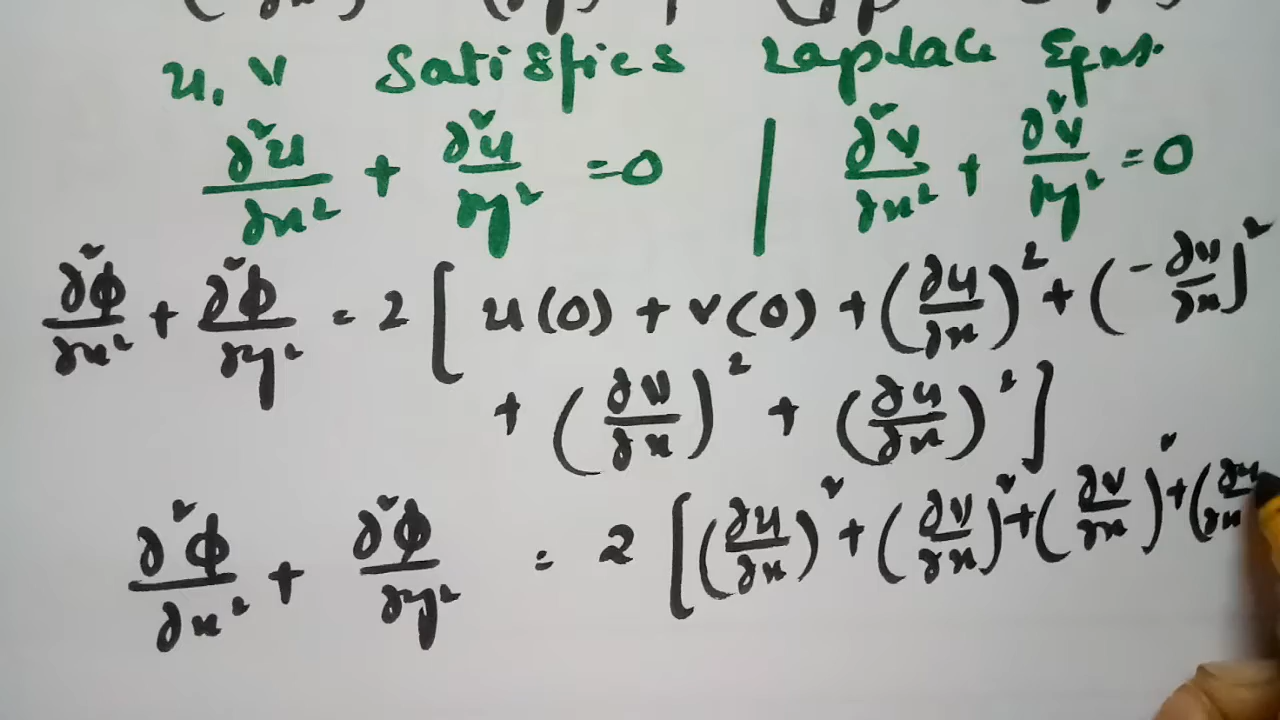 u, v Satisfies Laplace Eqns.
∂²u/∂x² + ∂²u/∂y² = 0 | ∂²v/∂x² + ∂²v/∂y² = 0
∂²ϕ/∂x² + ∂²ϕ/∂y² = 2 [ u(0) + v(0) + (∂u/∂x)² + (-∂v/∂x)²
+ (∂v/∂x)² + (∂u/∂x)² ]
∂²ϕ/∂x² + ∂²ϕ/∂y² = 2 [ (∂u/∂x)² + (∂v/∂x)² + (∂v/∂x)² + (∂u/∂x